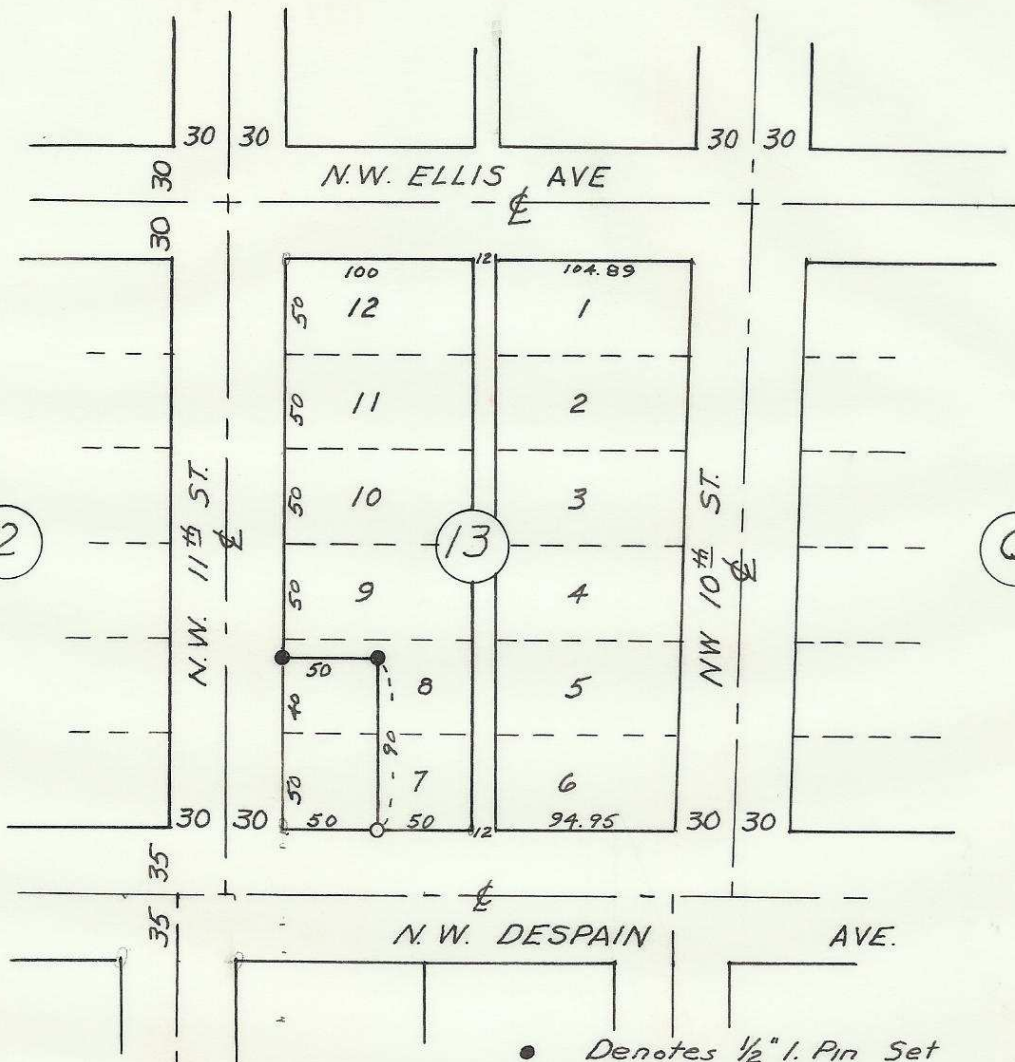 30 30 30 30
30
N.W. ELLIS AVE
℄
30
100 12 104.89
50 12 1
50 11 2
50 10 3
N.W. 11th ST.
℄
13
NW 10th ST.
℄
2
50 9 4
50
40 8 5
90
50 7 6
30 30 50 50 12 94.95 30 30
35
℄
35
N.W. DESPAIN AVE.
● Denotes 1/2" I. Pin Set